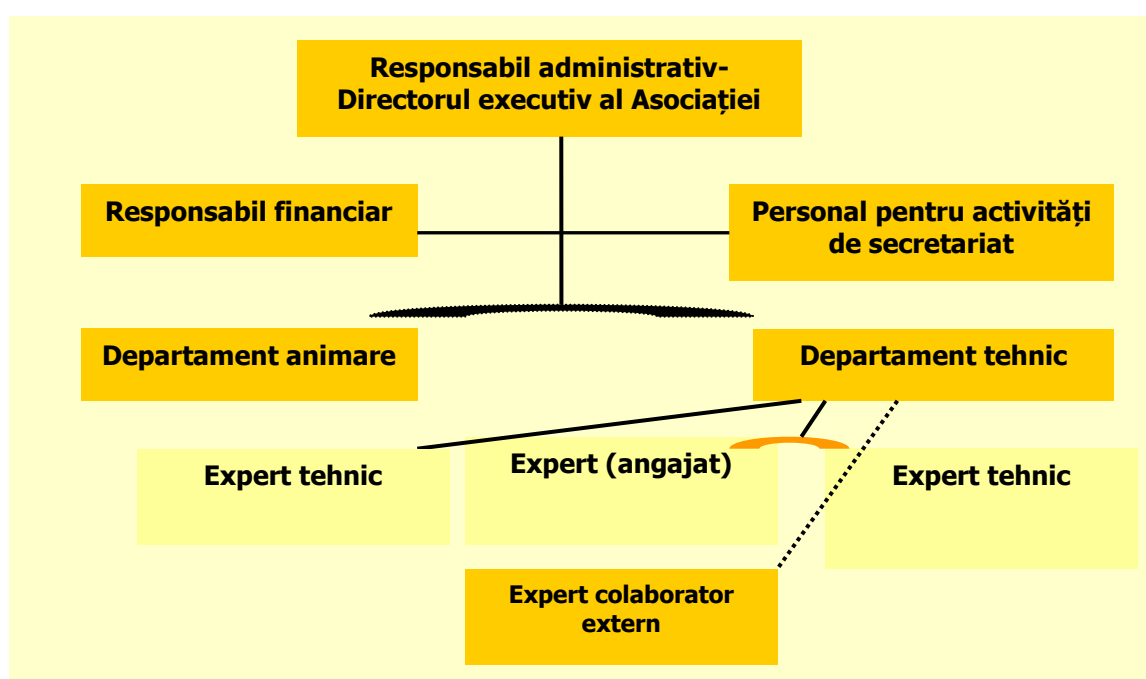 Responsabil administrativ-
Directorul executiv al Asociației
Responsabil financiar
Personal pentru activități
de secretariat
Departament animare
Departament tehnic
Expert tehnic
Expert (angajat)
Expert tehnic
Expert colaborator
extern